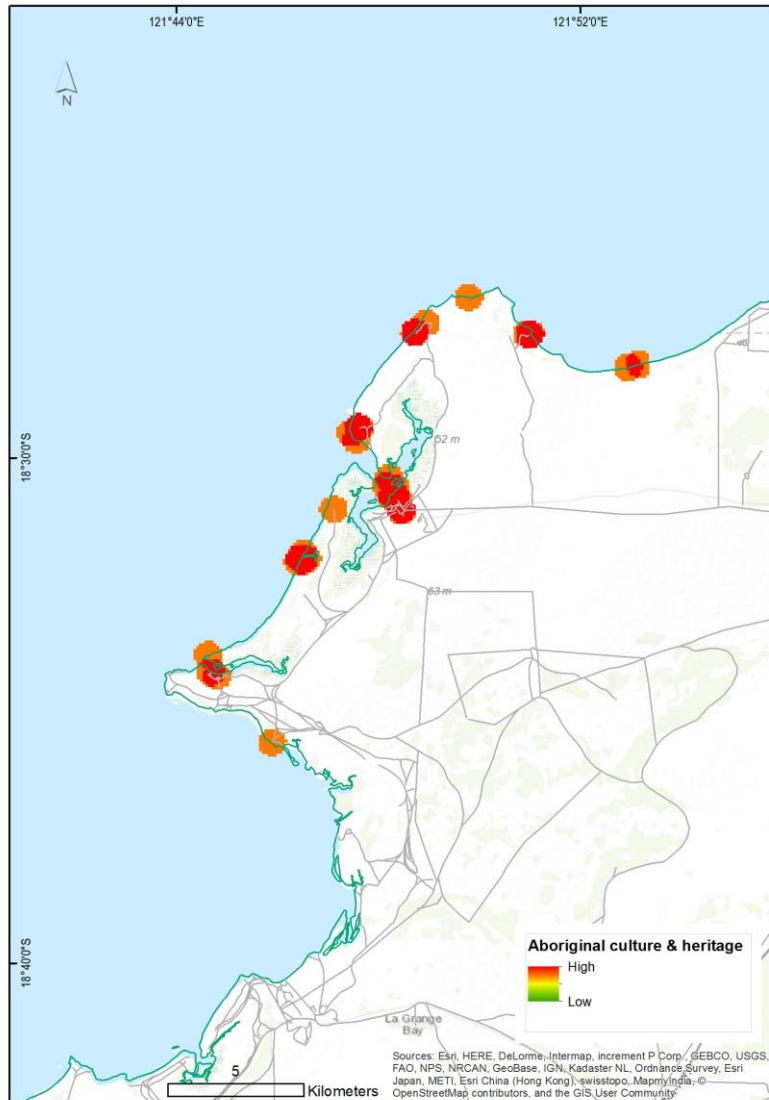 121°44'0"E
121°52'0"E
N
18°30'0"S
52 m
63 m
18°40'0"S
Aboriginal culture & heritage
High
Low
La Grange
Bay
5
Kilometers
Sources: Esri, HERE, DeLorme, Intermap, increment P Corp., GEBCO, USGS,
FAO, NPS, NRCAN, GeoBase, IGN, Kadaster NL, Ordnance Survey, Esri
Japan, METI, Esri China (Hong Kong), swisstopo, MapmyIndia, ©
OpenStreetMap contributors, and the GIS User Community